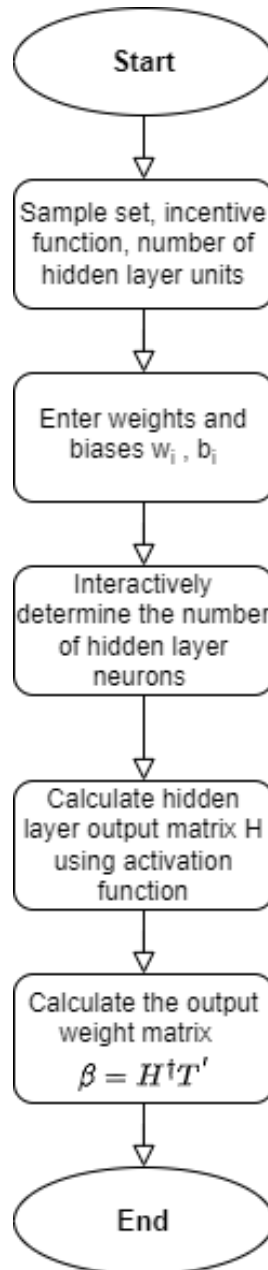 Start
Sample set, incentive
function, number of
hidden layer units
Enter weights and
biases wᵢ , bᵢ
Interactively
determine the number
of hidden layer
neurons
Calculate hidden
layer output matrix H
using activation
function
Calculate the output
weight matrix
β = H†T′
End